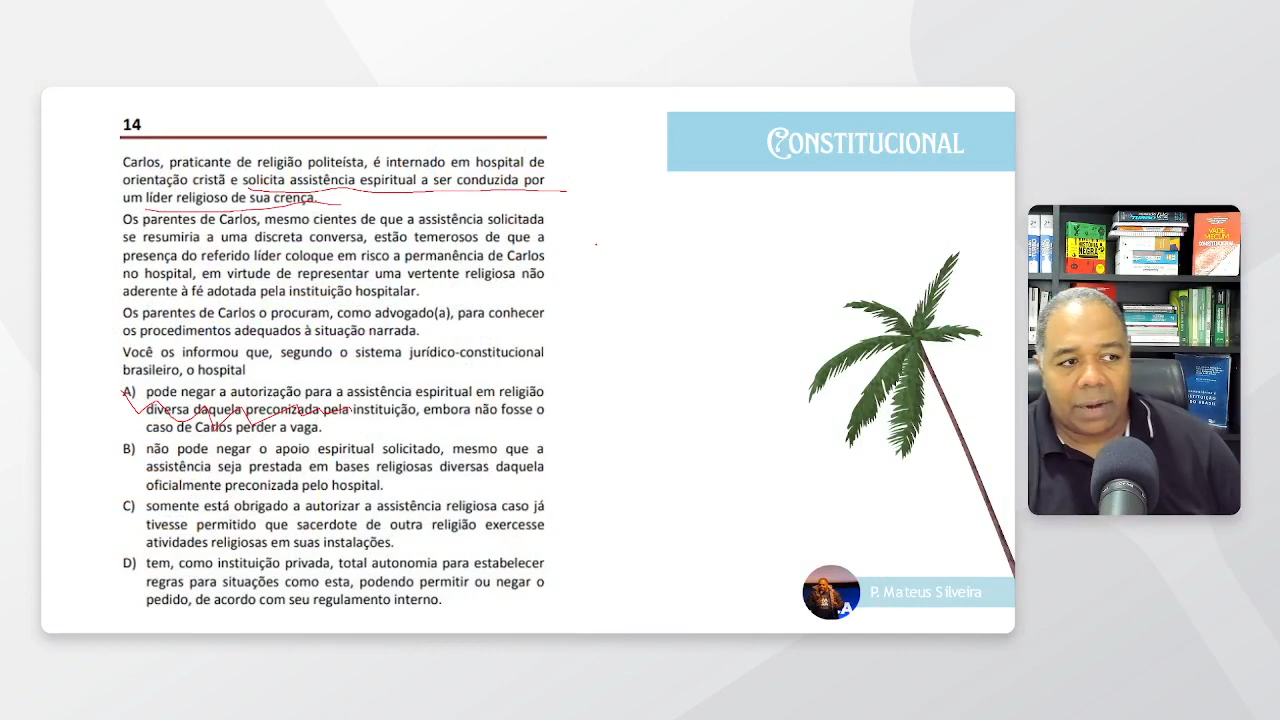 14
Carlos, praticante de religião politeísta, é internado em hospital de
orientação cristã e solicita assistência espiritual a ser conduzida por
um líder religioso de sua crença.
Os parentes de Carlos, mesmo cientes de que a assistência solicitada
se resumiria a uma discreta conversa, estão temerosos de que a
presença do referido líder coloque em risco a permanência de Carlos
no hospital, em virtude de representar uma vertente religiosa não
aderente à fé adotada pela instituição hospitalar.
Os parentes de Carlos o procuram, como advogado(a), para conhecer
os procedimentos adequados à situação narrada.
Você os informou que, segundo o sistema jurídico-constitucional
brasileiro, o hospital
A) pode negar a autorização para a assistência espiritual em religião
diversa daquela preconizada pela instituição, embora não fosse o
caso de Carlos perder a vaga.
B) não pode negar o apoio espiritual solicitado, mesmo que a
assistência seja prestada em bases religiosas diversas daquela
oficialmente preconizada pelo hospital.
C) somente está obrigado a autorizar a assistência religiosa caso já
tivesse permitido que sacerdote de outra religião exercesse
atividades religiosas em suas instalações.
D) tem, como instituição privada, total autonomia para estabelecer
regras para situações como esta, podendo permitir ou negar o
pedido, de acordo com seu regulamento interno.
CONSTITUCIONAL
P. Mateus Silveira
VADE
MECUM